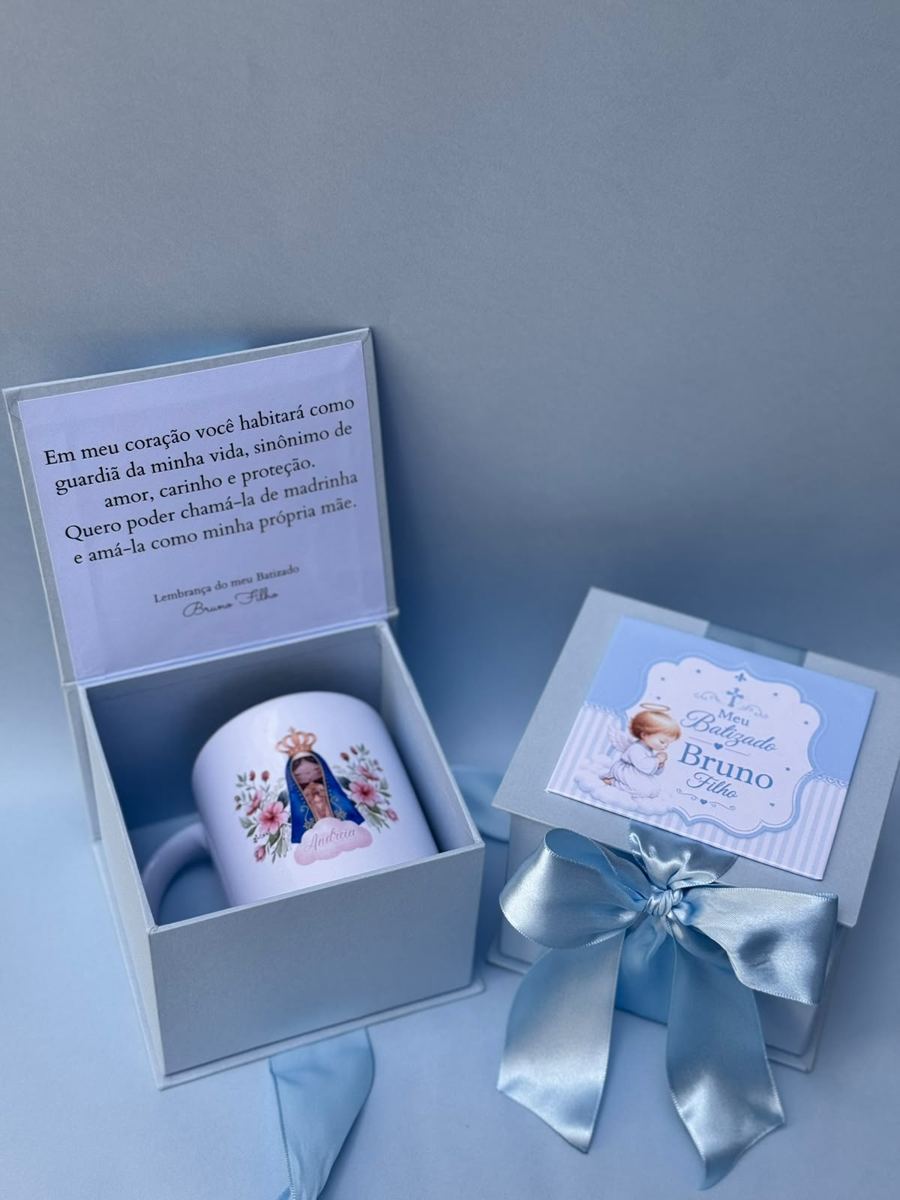 Em meu coração você habitará como
guardiã da minha vida, sinônimo de
amor, carinho e proteção.
Quero poder chamá-la de madrinha
e amá-la como minha própria mãe.
Lembrança do meu Batizado
Bruno Filho
Andreia
Meu
Batizado
Bruno
Filho